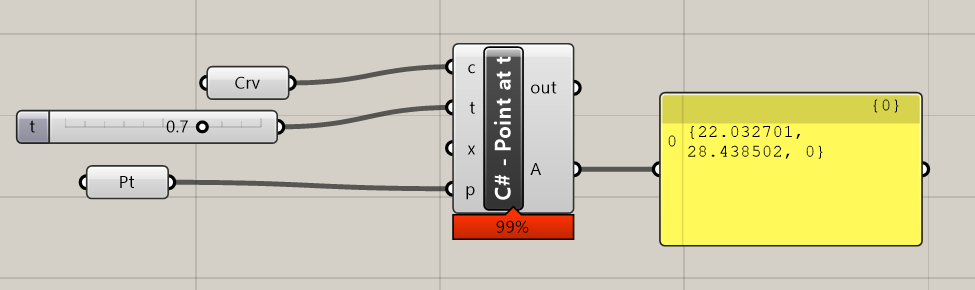 Crv
t
0.7
Pt
c
t
x
p
C# - Point at t
out
A
99%
{0}
0
{22.032701,
28.438502, 0}